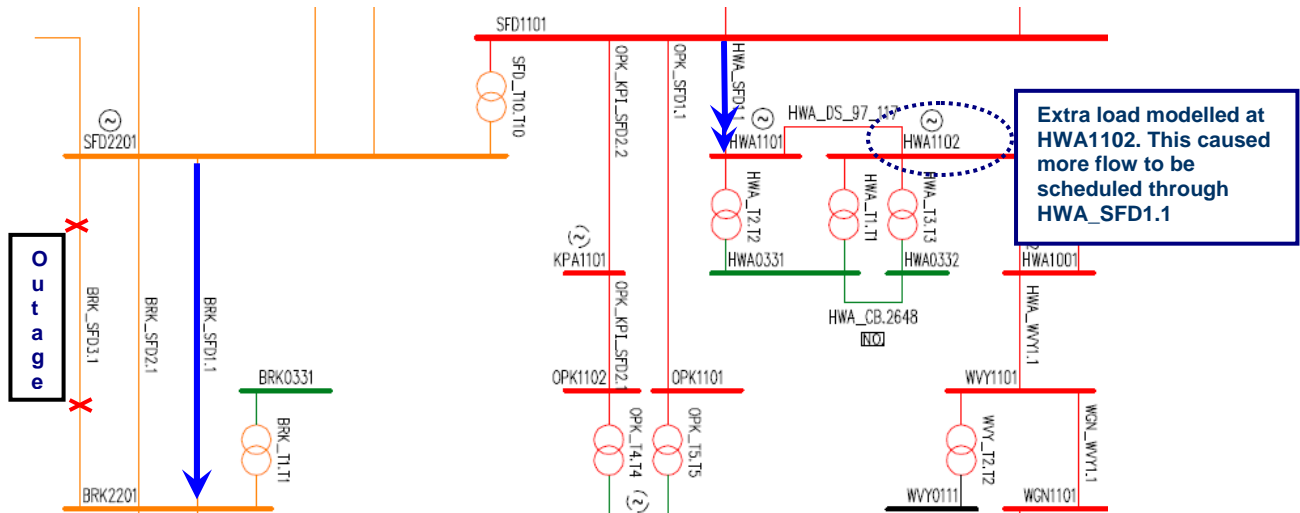 SFD1101
SFD_T10.T10
OPK_KPI_SFD2.2
OPK_SFD1.1
HWA_SFD1.1
HWA_DS_97_117
SFD2201
HWA1101
HWA1102
Extra load modelled at
HWA1102. This caused
more flow to be
scheduled through
HWA_SFD1.1
HWA_T2.T2
HWA_T1.T1
HWA_T3.T3
Outage
BRK_SFD3.1
BRK_SFD2.1
BRK_SFD1.1
KPA1101
HWA0331
HWA0332
HWA1001
HWA_CB.2648
NO
OPK_KPI_SFD2.1
HWA_WVY1.1
BRK0331
OPK1102
OPK1101
WVY1101
BRK_T1.T1
OPK_T4.T4
OPK_T5.T5
WVY_T2.T2
WGN_WVY1.1
BRK2201
WVY0111
WGN1101